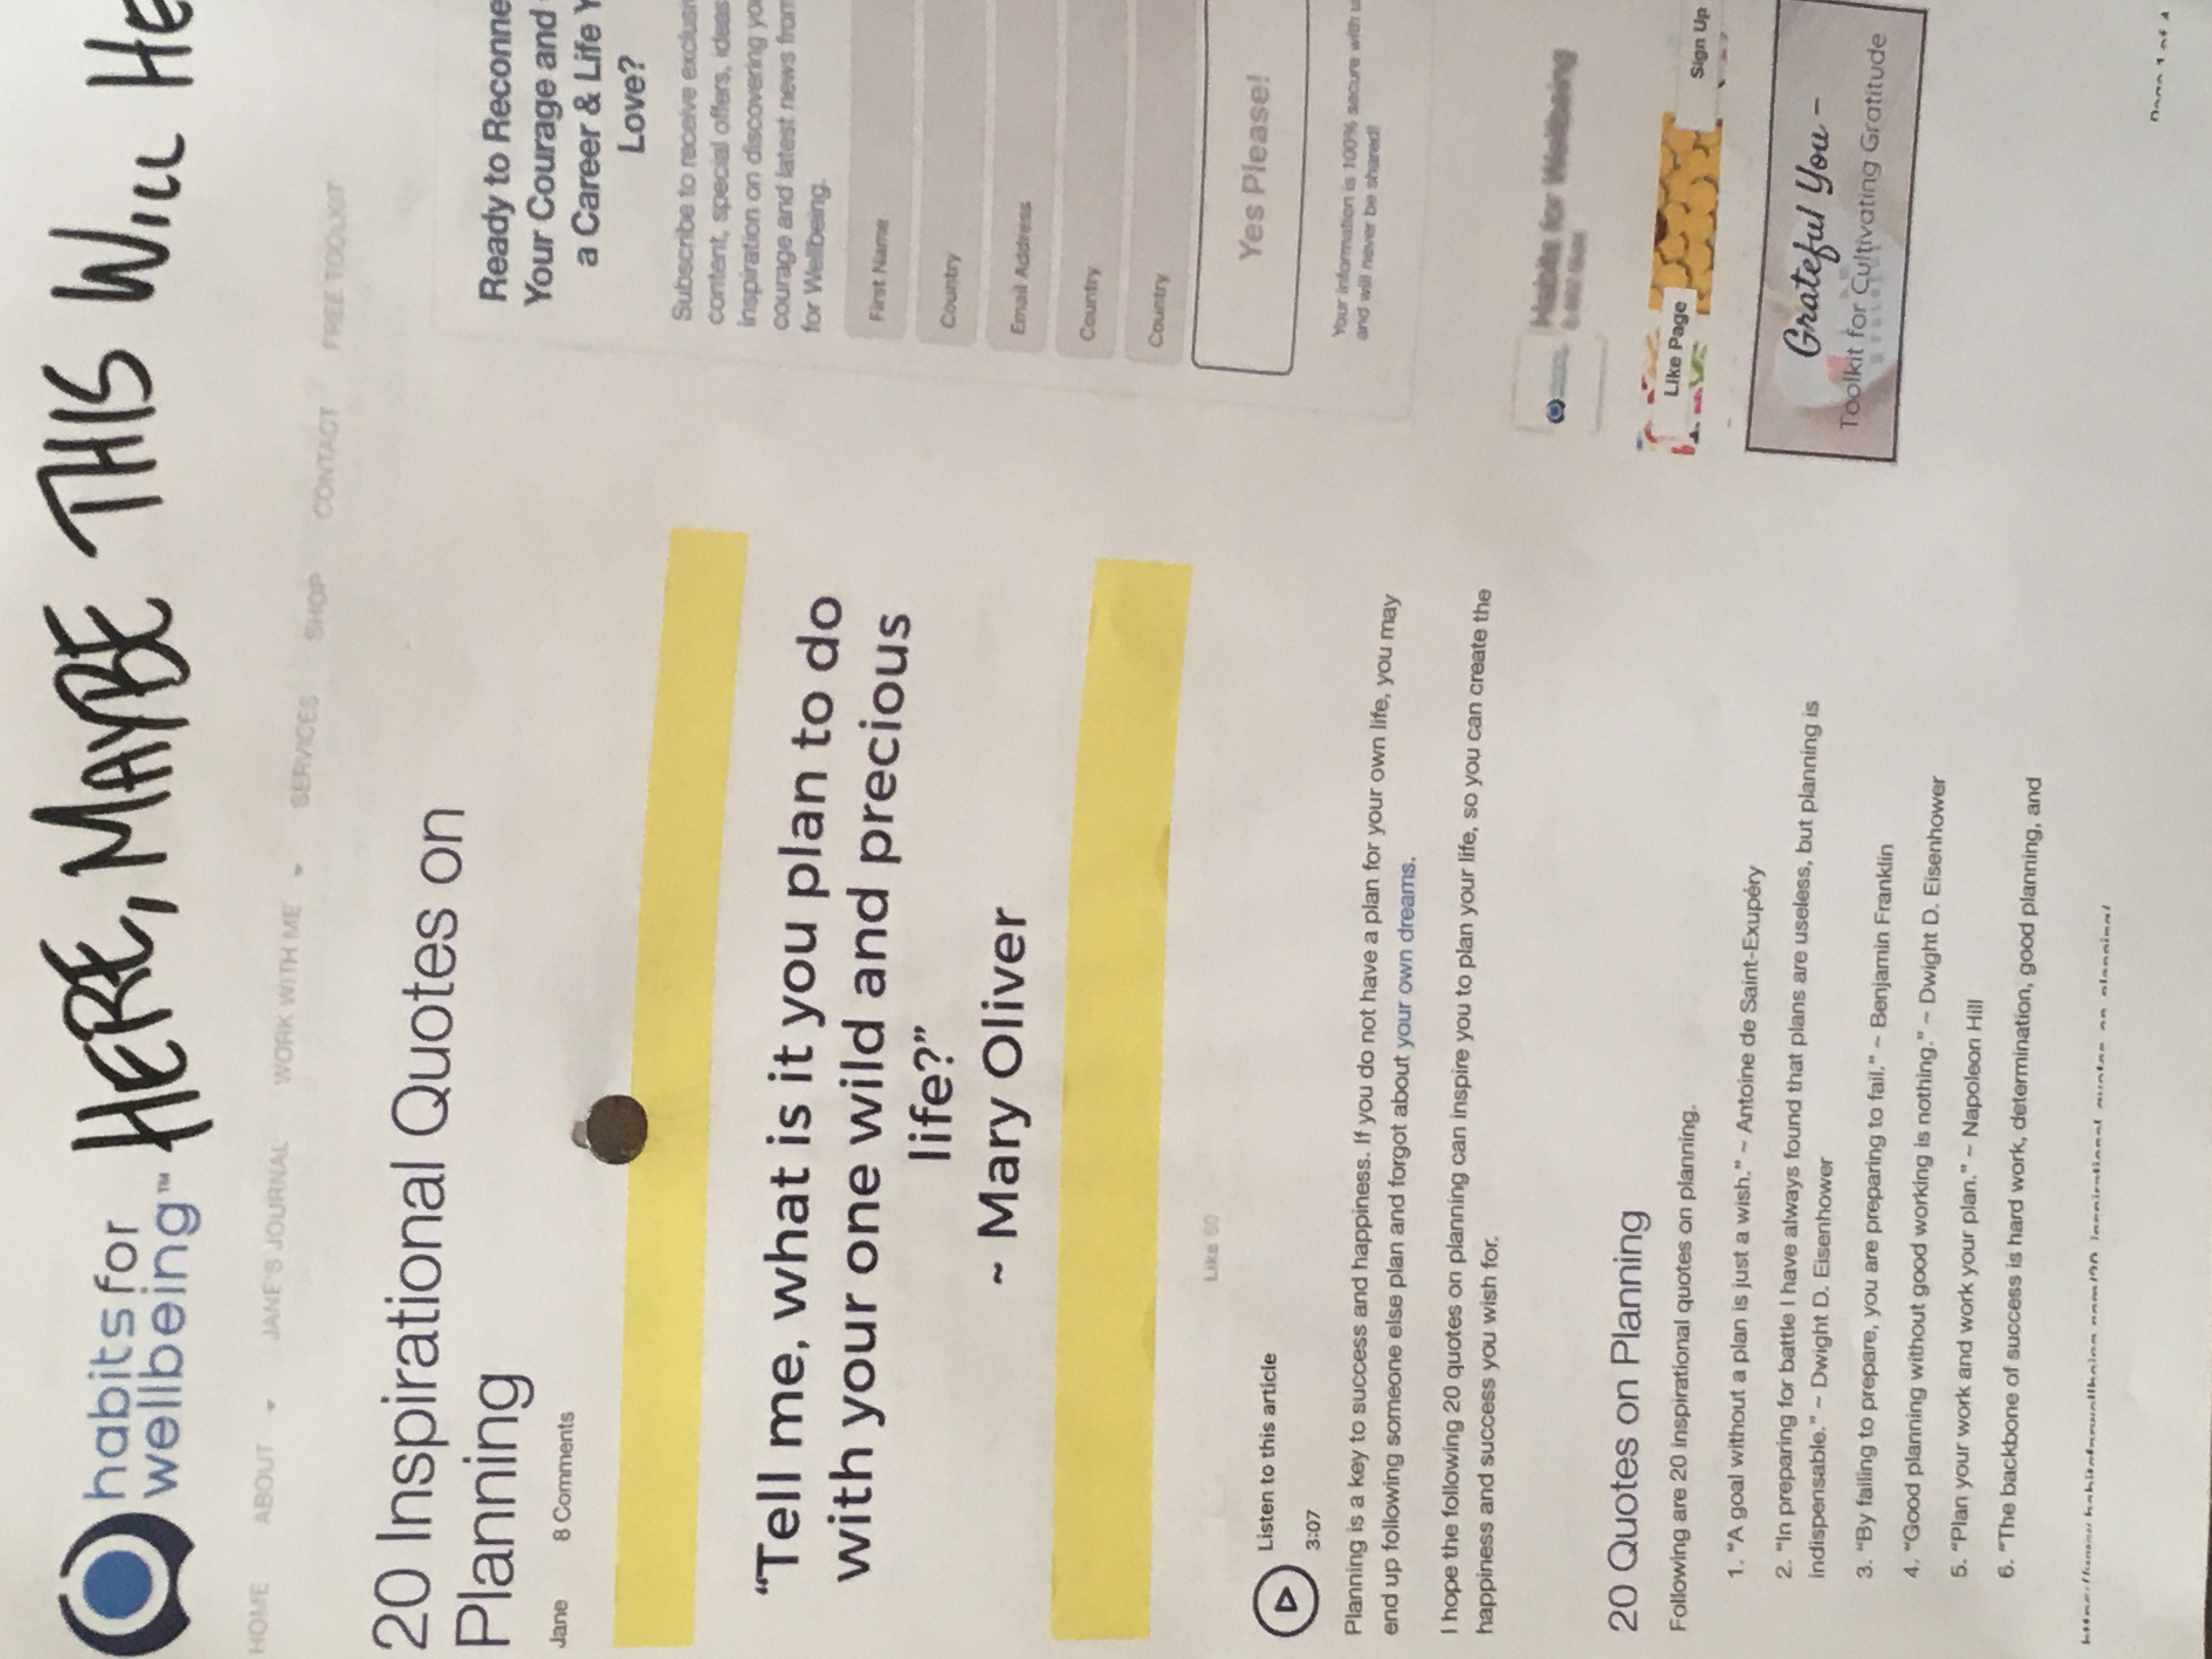 habits for
wellbeing™
HERE, MAYBE THIS WILL HE
HOME ABOUT JANE'S JOURNAL WORK WITH ME SERVICES SHOP CONTACT FREE TOOLKIT
20 Inspirational Quotes on
Planning
Jane 8 Comments
“Tell me, what is it you plan to do
with your one wild and precious
life?”
~ Mary Oliver
Like 60
Listen to this article
3:07
Planning is a key to success and happiness. If you do not have a plan for your own life, you may
end up following someone else plan and forgot about your own dreams.
I hope the following 20 quotes on planning can inspire you to plan your life, so you can create the
happiness and success you wish for.
20 Quotes on Planning
Following are 20 inspirational quotes on planning.
1. “A goal without a plan is just a wish.” ~ Antoine de Saint-Exupéry
2. “In preparing for battle I have always found that plans are useless, but planning is
indispensable.” ~ Dwight D. Eisenhower
3. “By failing to prepare, you are preparing to fail.” ~ Benjamin Franklin
4. “Good planning without good working is nothing.” ~ Dwight D. Eisenhower
5. “Plan your work and work your plan.” ~ Napoleon Hill
6. “The backbone of success is hard work, determination, good planning, and
https://www.habitsforwellbeing.com/20-inspirational-quotes-on-planning/
Ready to Reconne
Your Courage and
a Career & Life Y
Love?
Subscribe to receive exclusi
content, special offers, ideas
inspiration on discovering yo
courage and latest news from
for Wellbeing.
First Name
Country
Email Address
Country
Country
Yes Please!
Your information is 100% secure with u
and will never be shared!
Habits for Wellbeing
Like Page
Sign Up
Grateful You –
Toolkit for Cultivating Gratitude
Page 1 of 4